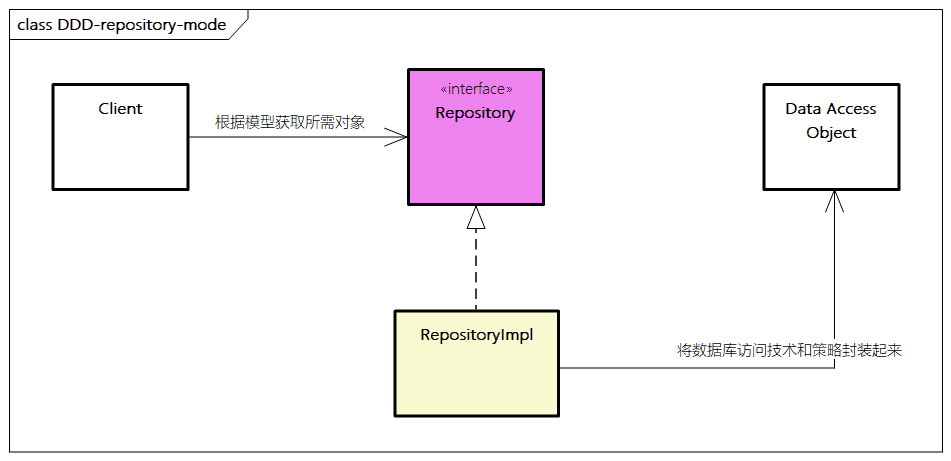 class DDD-repository-mode
Client
根据模型获取所需对象
«interface»
Repository
Data Access
Object
RepositoryImpl
将数据库访问技术和策略封装起来